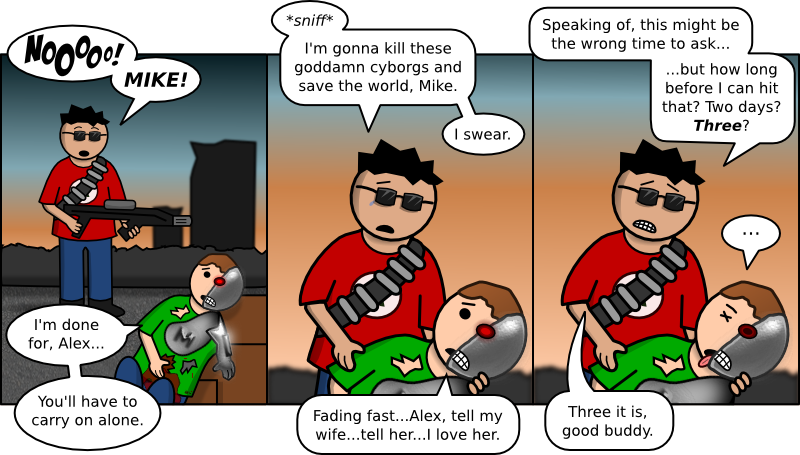 NOOOOo!
MIKE!
I'm done
for, Alex...
You'll have to
carry on alone.
*sniff*
I'm gonna kill these
goddamn cyborgs and
save the world, Mike.
I swear.
Fading fast...Alex, tell my
wife...tell her...I love her.
Speaking of, this might be
the wrong time to ask...
...but how long
before I can hit
that? Two days?
Three?
...
Three it is,
good buddy.